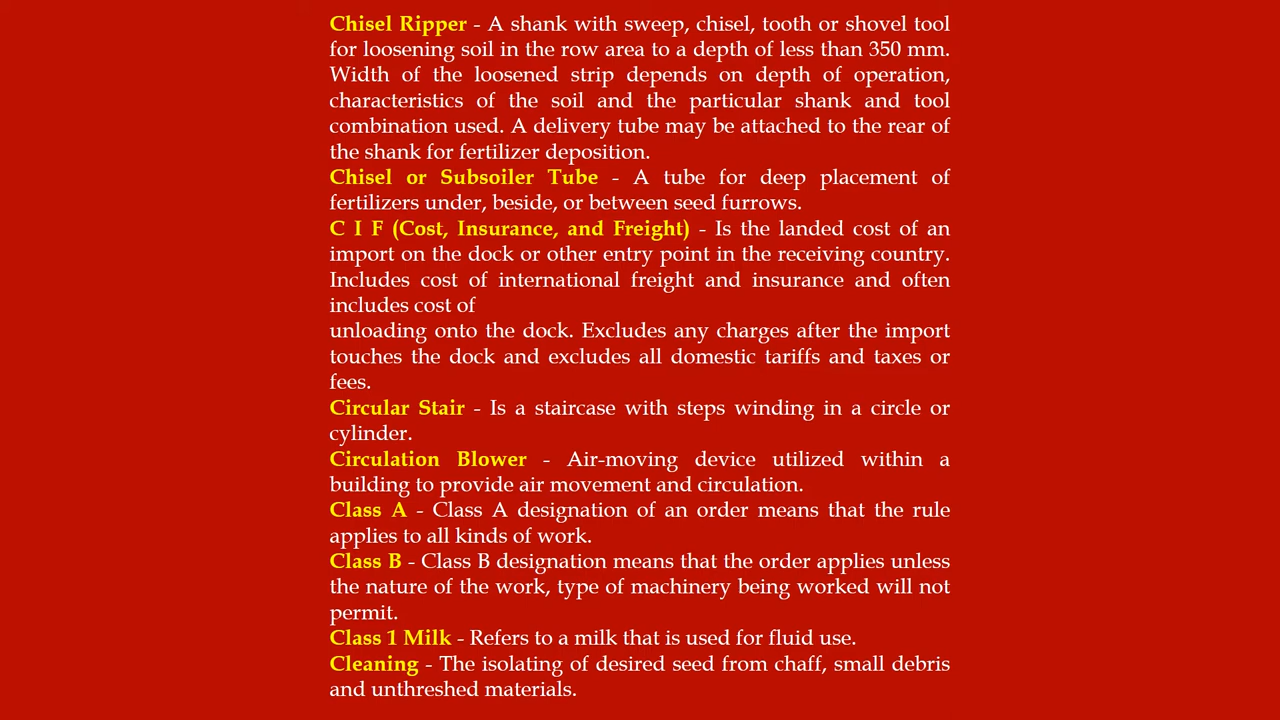 Chisel Ripper - A shank with sweep, chisel, tooth or shovel tool
for loosening soil in the row area to a depth of less than 350 mm.
Width of the loosened strip depends on depth of operation,
characteristics of the soil and the particular shank and tool
combination used. A delivery tube may be attached to the rear of
the shank for fertilizer deposition.
Chisel or Subsoiler Tube - A tube for deep placement of
fertilizers under, beside, or between seed furrows.
C I F (Cost, Insurance, and Freight) - Is the landed cost of an
import on the dock or other entry point in the receiving country.
Includes cost of international freight and insurance and often
includes cost of
unloading onto the dock. Excludes any charges after the import
touches the dock and excludes all domestic tariffs and taxes or
fees.
Circular Stair - Is a staircase with steps winding in a circle or
cylinder.
Circulation Blower - Air-moving device utilized within a
building to provide air movement and circulation.
Class A - Class A designation of an order means that the rule
applies to all kinds of work.
Class B - Class B designation means that the order applies unless
the nature of the work, type of machinery being worked will not
permit.
Class 1 Milk - Refers to a milk that is used for fluid use.
Cleaning - The isolating of desired seed from chaff, small debris
and unthreshed materials.